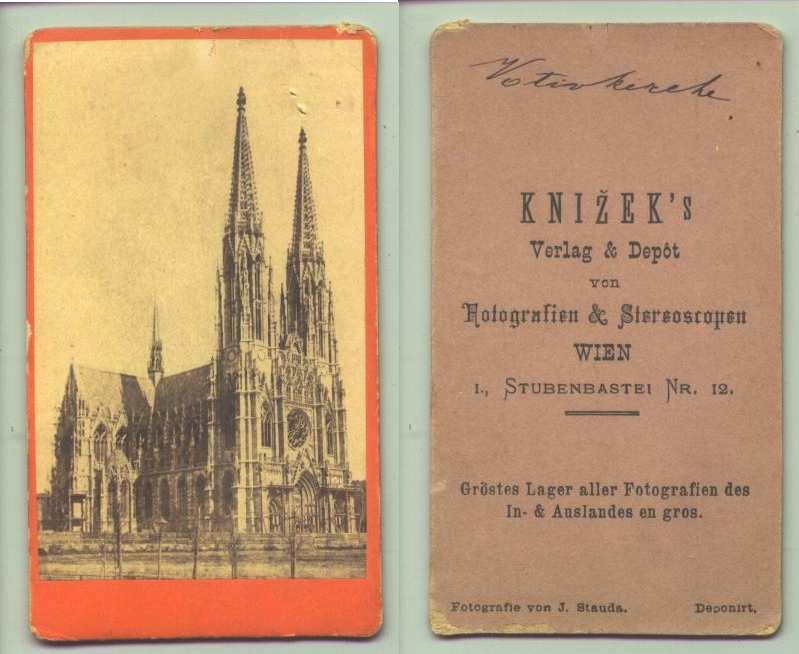 Votivkirche
KNIŽEK's
Verlag & Depôt
von
Fotografien & Stereoscopen
WIEN
I., STUBENBASTEI NR. 12.
Gröstes Lager aller Fotografien des
In- & Auslandes en gros.
Fotografie von J. Stauda. Deponirt.